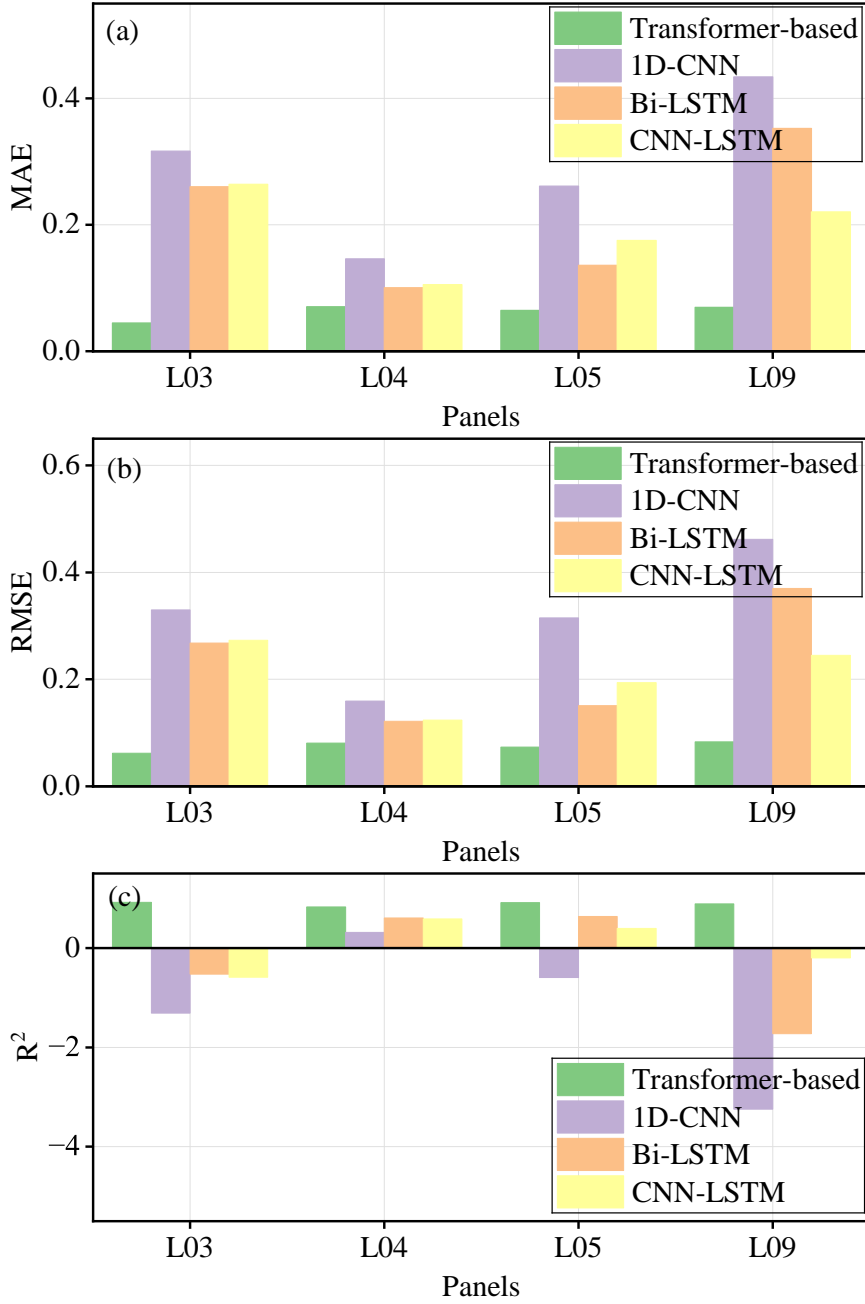 (a)
Transformer-based
1D-CNN
Bi-LSTM
CNN-LSTM
MAE
0.4
0.2
0.0
L03 L04 L05 L09
Panels
(b)
Transformer-based
1D-CNN
Bi-LSTM
CNN-LSTM
RMSE
0.6
0.4
0.2
0.0
L03 L04 L05 L09
Panels
(c)
R²
0
−2
−4
Transformer-based
1D-CNN
Bi-LSTM
CNN-LSTM
L03 L04 L05 L09
Panels